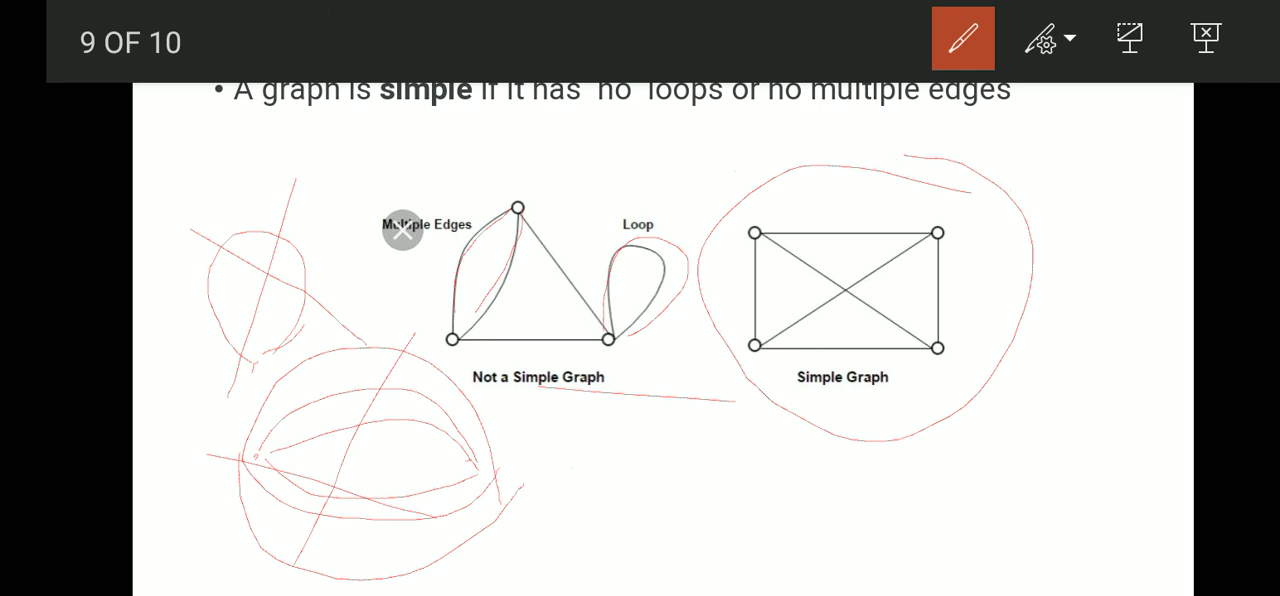 9 OF 10
• A graph is simple if it has no loops or no multiple edges
Multiple Edges
Loop
Not a Simple Graph
Simple Graph